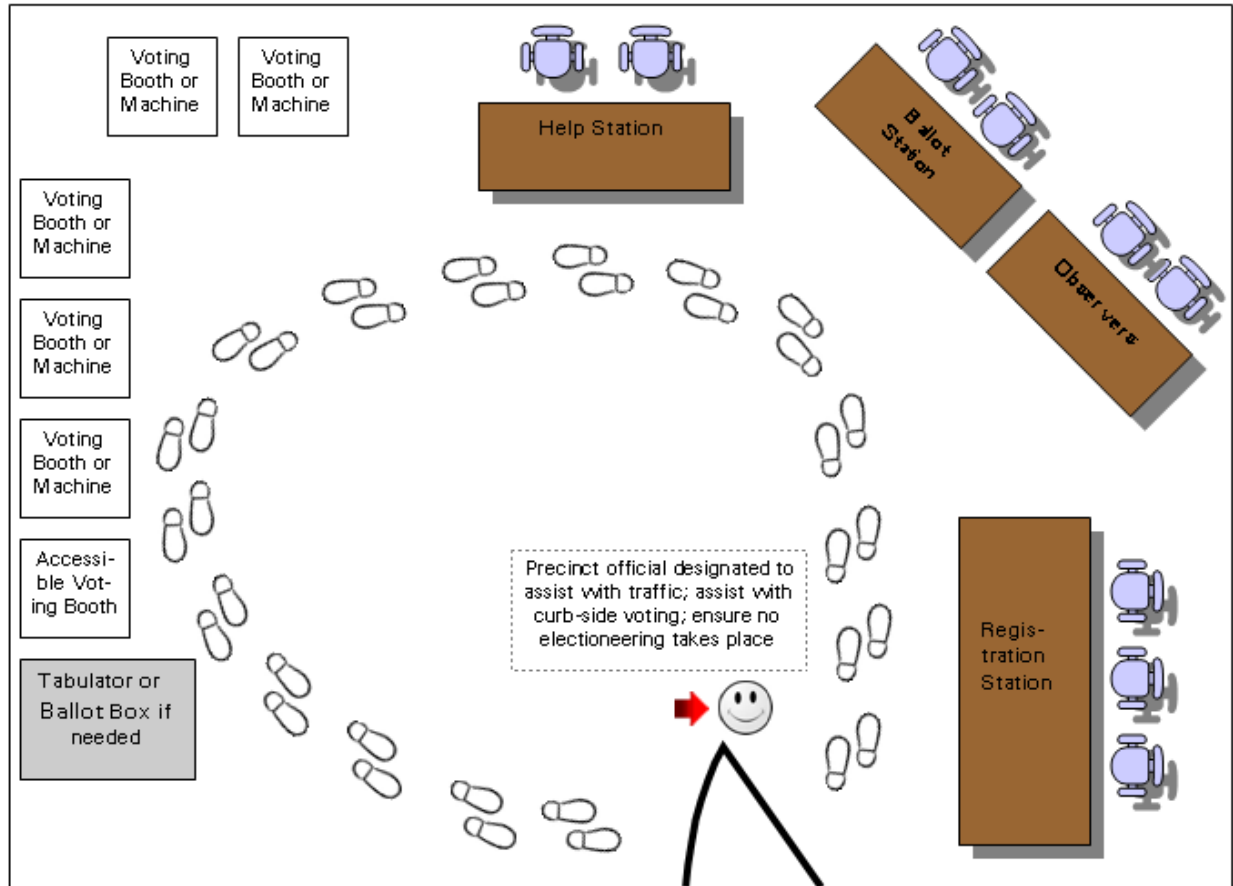 Voting
Booth or
Machine
Voting
Booth or
Machine
Help Station
Ballot
Station
Observers
Voting
Booth or
Machine
Voting
Booth or
Machine
Voting
Booth or
Machine
Accessi-
ble Vot-
ing Booth
Tabulator or
Ballot Box if
needed
Precinct official designated to
assist with traffic; assist with
curb-side voting; ensure no
electioneering takes place
Regis-
tration
Station